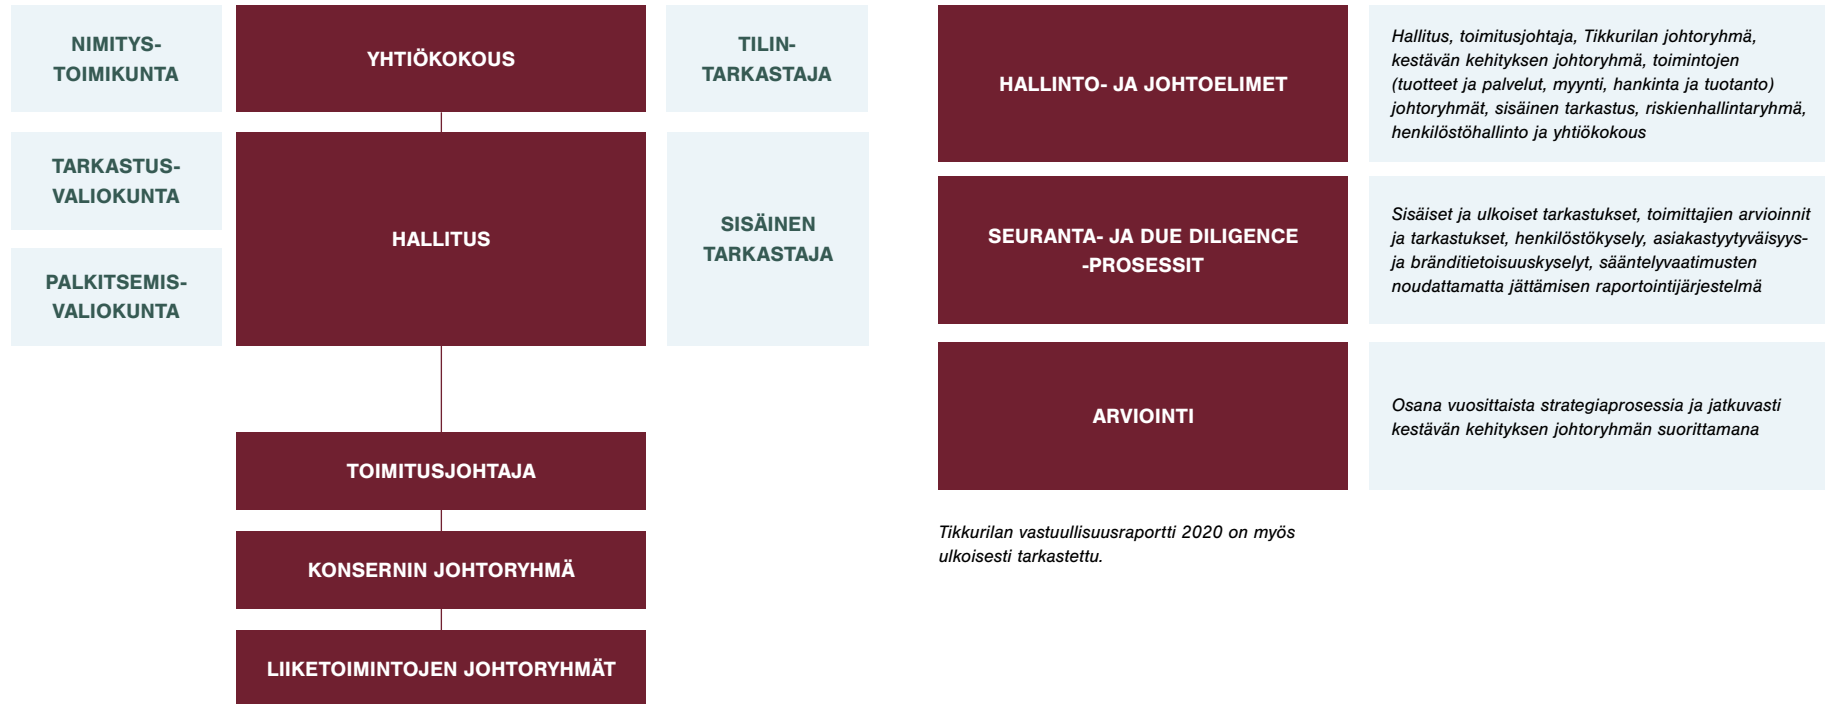 NIMITYS-
TOIMIKUNTA
YHTIÖKOKOUS
TILIN-
TARKASTAJA
TARKASTUS-
VALIOKUNTA
PALKITSEMIS-
VALIOKUNTA
HALLITUS
SISÄINEN
TARKASTAJA
TOIMITUSJOHTAJA
KONSERNIN JOHTORYHMÄ
LIIKETOIMINTOJEN JOHTORYHMÄT
HALLINTO- JA JOHTOELIMET
Hallitus, toimitusjohtaja, Tikkurilan johtoryhmä,
kestävän kehityksen johtoryhmä, toimintojen
(tuotteet ja palvelut, myynti, hankinta ja tuotanto)
johtoryhmät, sisäinen tarkastus, riskienhallintaryhmä,
henkilöstöhallinto ja yhtiökokous
SEURANTA- JA DUE DILIGENCE
-PROSESSIT
Sisäiset ja ulkoiset tarkastukset, toimittajien arvioinnit
ja tarkastukset, henkilöstökysely, asiakastyytyväisyys-
ja bränditietoisuuskyselyt, sääntelyvaatimusten
noudattamatta jättämisen raportointijärjestelmä
ARVIOINTI
Osana vuosittaista strategiaprosessia ja jatkuvasti
kestävän kehityksen johtoryhmän suorittamana
Tikkurilan vastuullisuusraportti 2020 on myös
ulkoisesti tarkastettu.